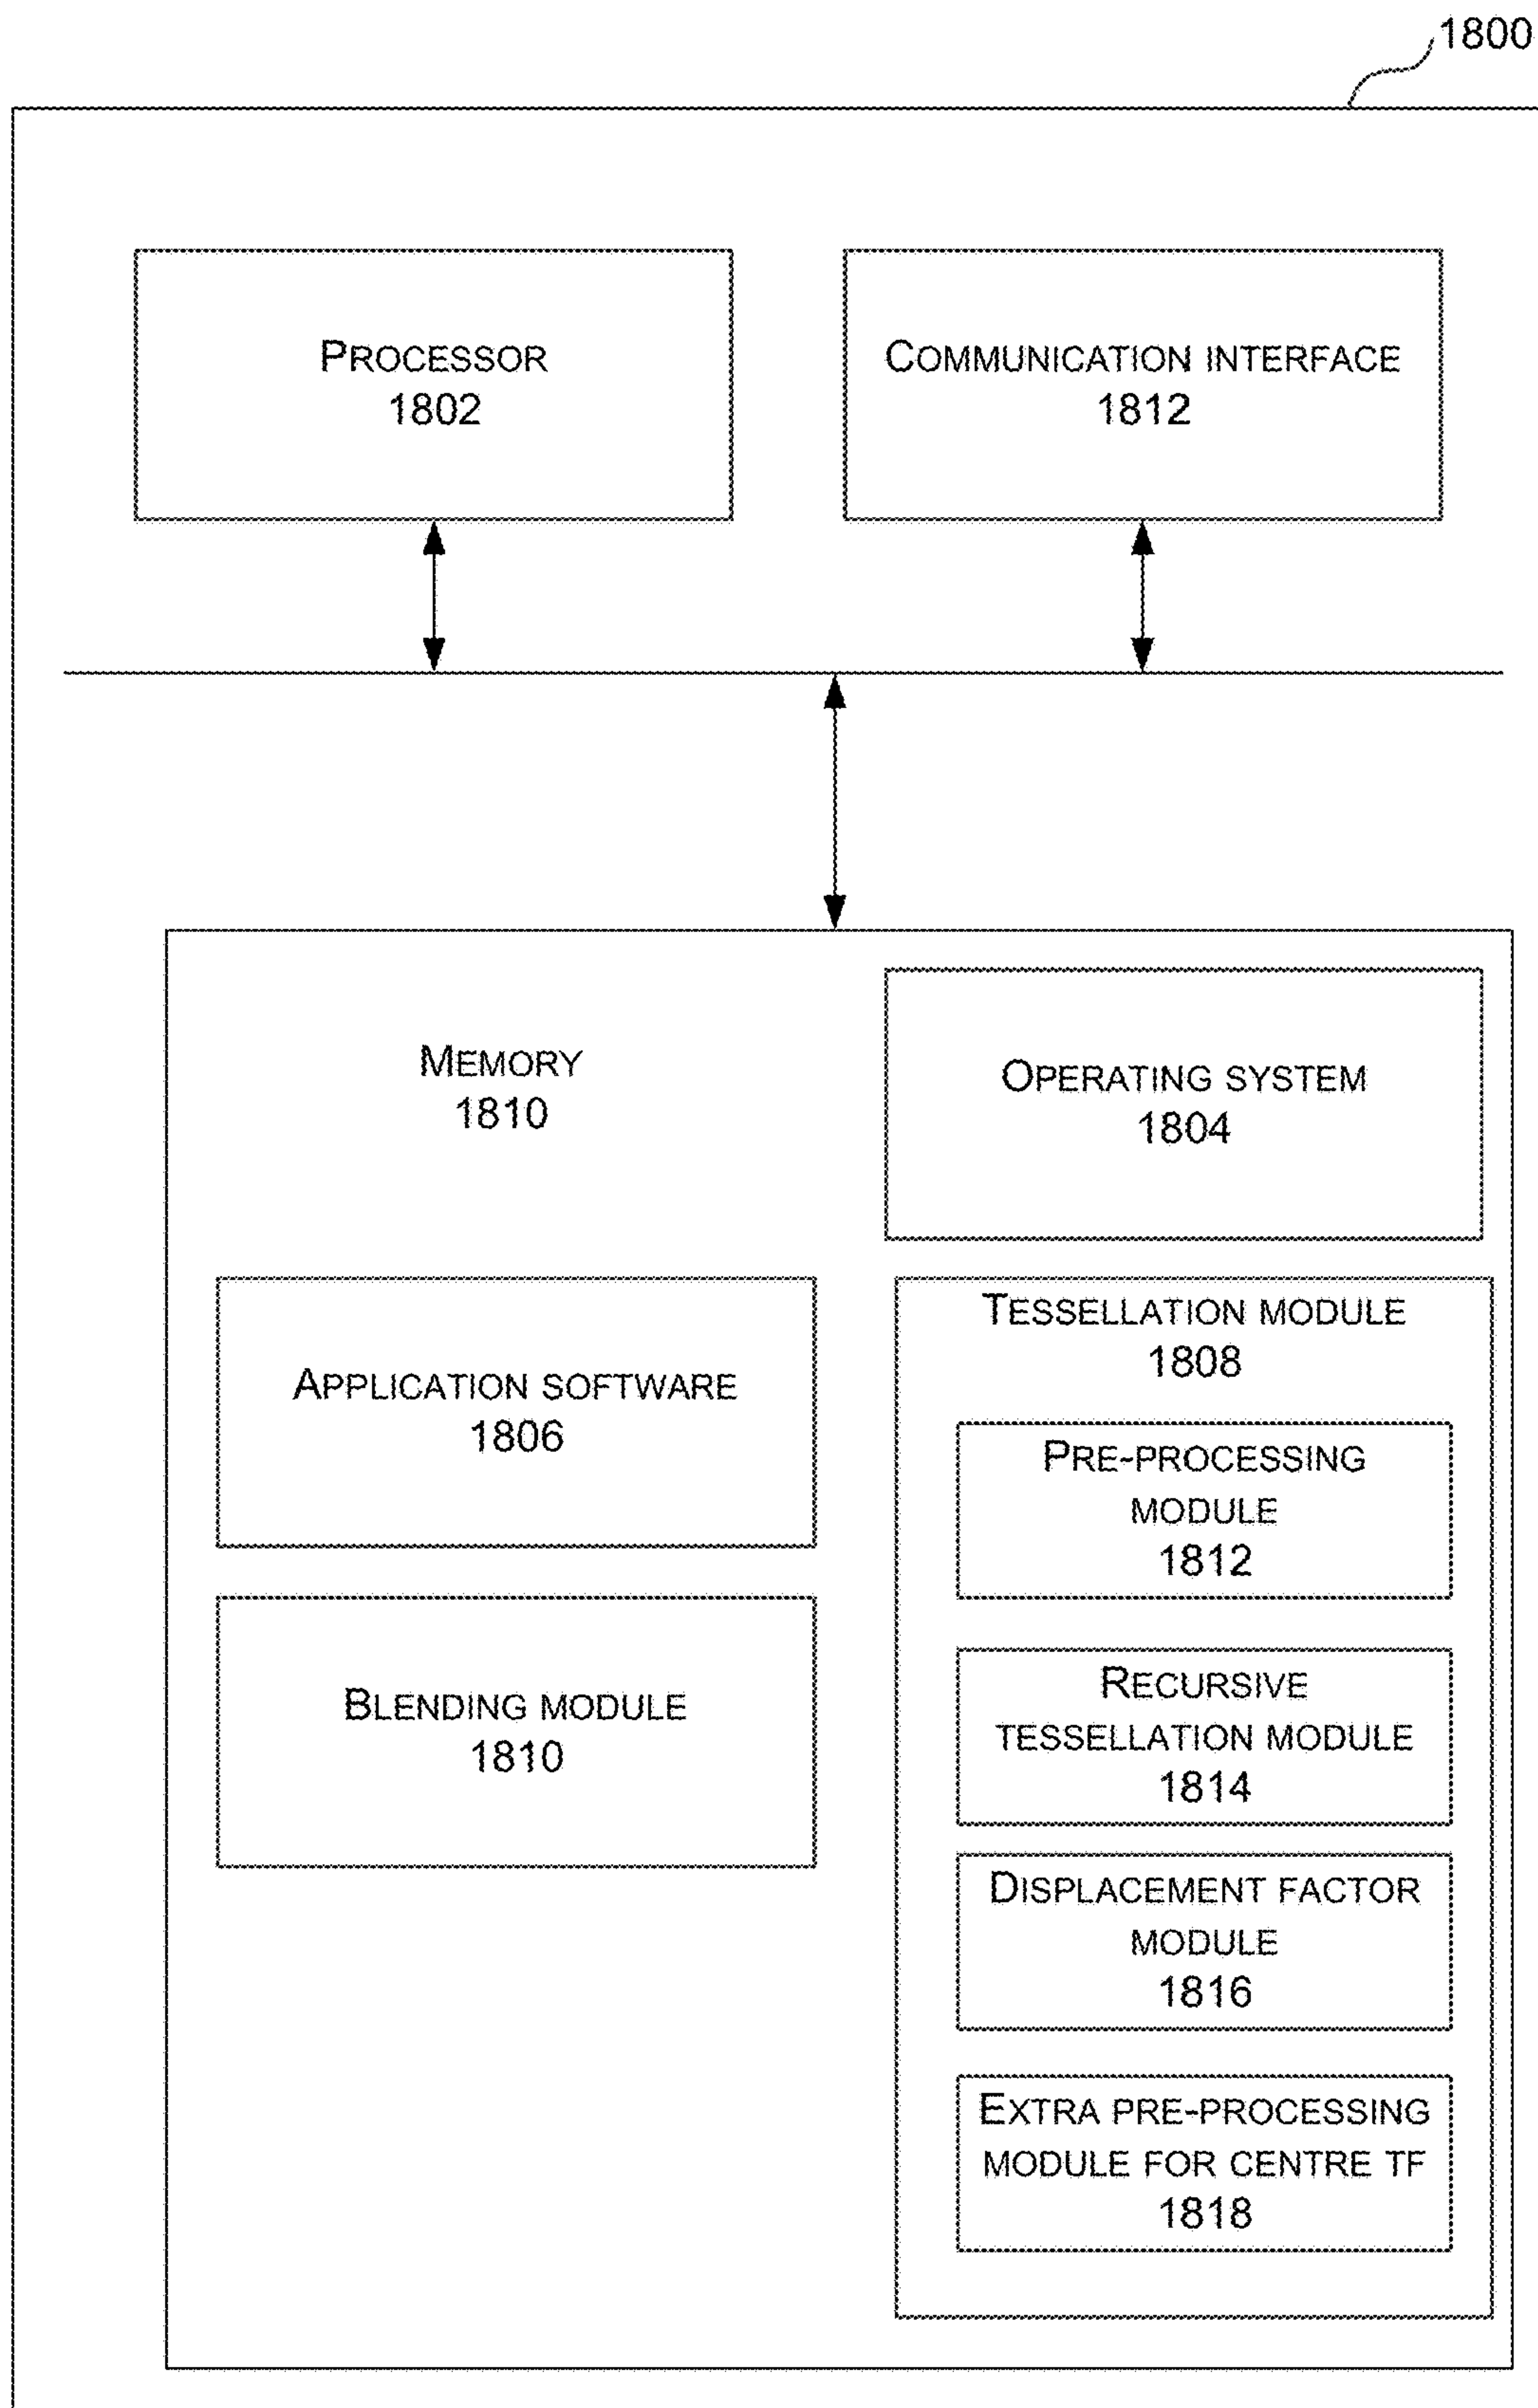 1800
PROCESSOR
1802
COMMUNICATION INTERFACE
1812
MEMORY
1810
OPERATING SYSTEM
1804
APPLICATION SOFTWARE
1806
BLENDING MODULE
1810
TESSELLATION MODULE
1808
PRE-PROCESSING
MODULE
1812
RECURSIVE
TESSELLATION MODULE
1814
DISPLACEMENT FACTOR
MODULE
1816
EXTRA PRE-PROCESSING
MODULE FOR CENTRE TF
1818